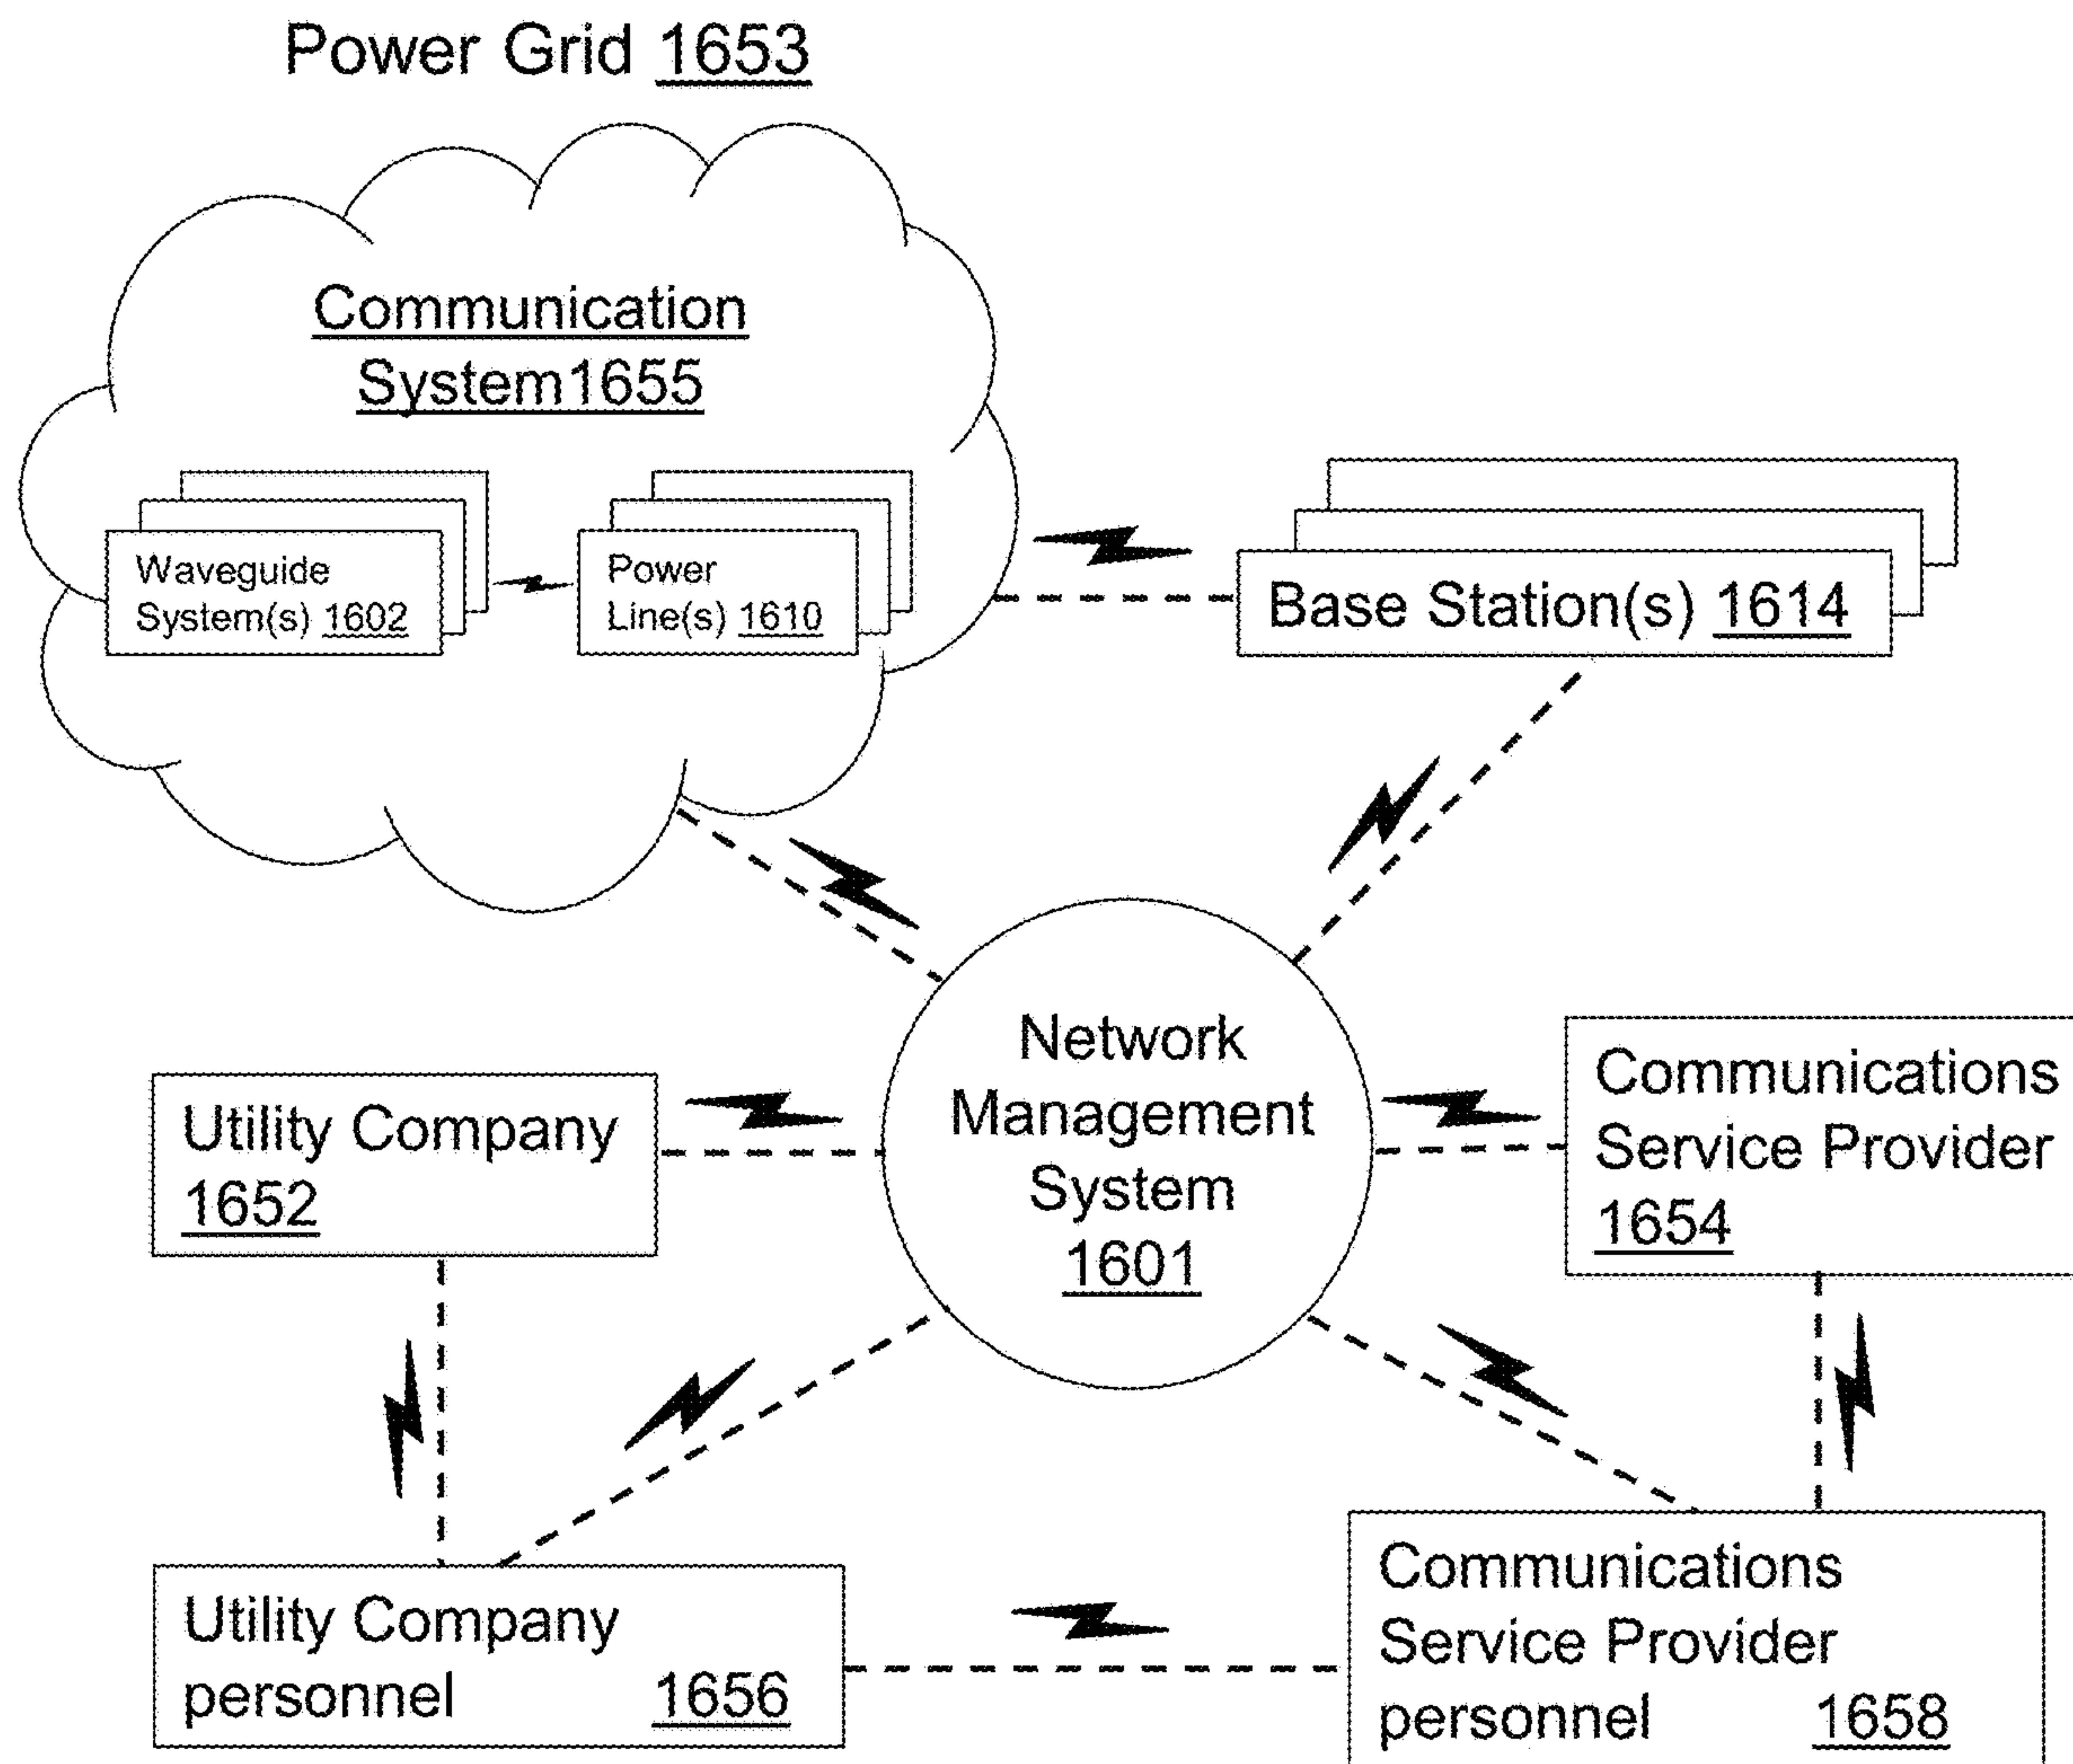 Power Grid 1653
Communication
System1655
Waveguide
System(s) 1602
Power
Line(s) 1610
Base Station(s) 1614
Network
Management
System
1601
Utility Company
1652
Communications
Service Provider
1654
Utility Company
personnel 1656
Communications
Service Provider
personnel 1658